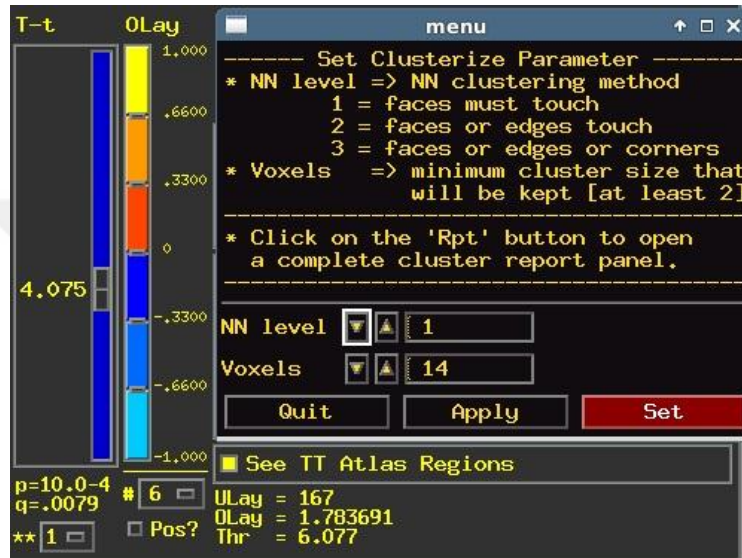 T-t OLay
menu
1.000
.6600
.3300
0
-.3300
-.6600
-1.000
4.075
------ Set Clusterize Parameter -------
* NN level => NN clustering method
1 = faces must touch
2 = faces or edges touch
3 = faces or edges or corners
* Voxels => minimum cluster size that
will be kept [at least 2]
* Click on the 'Rpt' button to open
a complete cluster report panel.
NN level 1
Voxels 14
Quit Apply Set
See TT Atlas Regions
p=10.0-4
q=.0079
# 6
** 1
Pos?
ULay = 167
OLay = 1.783691
Thr = 6.077